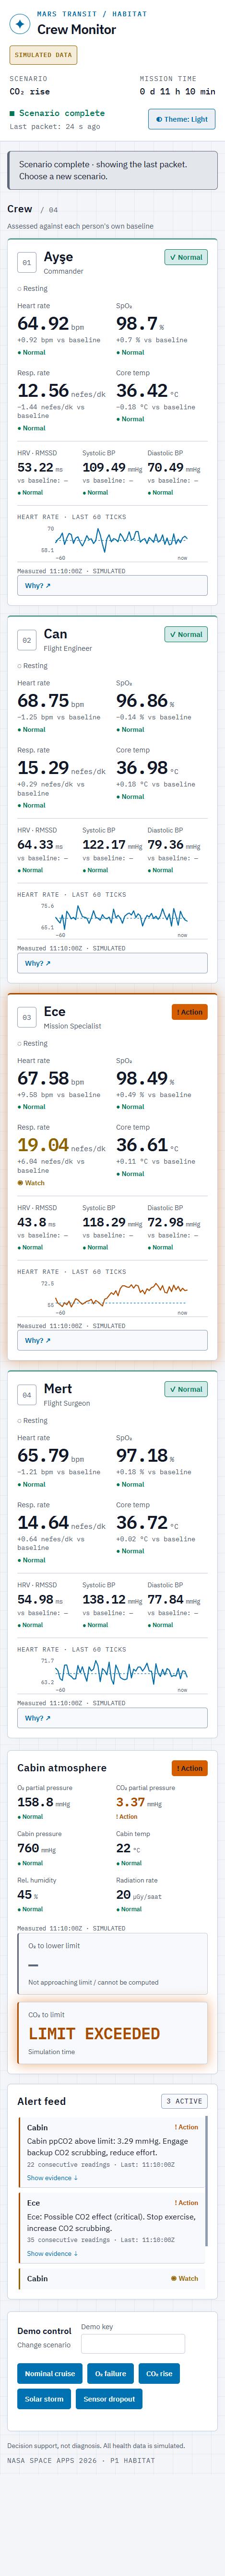 MARS TRANSIT / HABITAT
Crew Monitor
SIMULATED DATA
SCENARIO
CO₂ rise
MISSION TIME
0 d 11 h 10 min
Scenario complete
Last packet: 24 s ago
Theme: Light
Scenario complete · showing the last packet.
Choose a new scenario.
Crew / 04
Assessed against each person's own baseline
01
Ayşe
Commander
✓ Normal
Resting
Heart rate
64.92 bpm
+0.92 bpm vs baseline
● Normal
SpO₂
98.7 %
+0.7 % vs baseline
● Normal
Resp. rate
12.56 nefes/dk
−1.44 nefes/dk vs
baseline
● Normal
Core temp
36.42 °C
−0.18 °C vs baseline
● Normal
HRV · RMSSD
53.22 ms
vs baseline: —
● Normal
Systolic BP
109.49 mmHg
vs baseline: —
● Normal
Diastolic BP
70.49 mmHg
vs baseline: —
● Normal
HEART RATE · LAST 60 TICKS
70
58.1
−60
now
Measured 11:10:00Z · SIMULATED
Why? ↗
02
Can
Flight Engineer
✓ Normal
Resting
Heart rate
68.75 bpm
−1.25 bpm vs baseline
● Normal
SpO₂
96.86 %
−0.14 % vs baseline
● Normal
Resp. rate
15.29 nefes/dk
+0.29 nefes/dk vs
baseline
● Normal
Core temp
36.98 °C
+0.18 °C vs baseline
● Normal
HRV · RMSSD
64.33 ms
vs baseline: —
● Normal
Systolic BP
122.17 mmHg
vs baseline: —
● Normal
Diastolic BP
79.36 mmHg
vs baseline: —
● Normal
HEART RATE · LAST 60 TICKS
75.6
65.1
−60
now
Measured 11:10:00Z · SIMULATED
Why? ↗
03
Ece
Mission Specialist
! Action
Resting
Heart rate
67.58 bpm
+9.58 bpm vs baseline
● Normal
SpO₂
98.49 %
+0.49 % vs baseline
● Normal
Resp. rate
19.04 nefes/dk
+6.04 nefes/dk vs
baseline
Watch
Core temp
36.61 °C
+0.11 °C vs baseline
● Normal
HRV · RMSSD
43.8 ms
vs baseline: —
● Normal
Systolic BP
118.29 mmHg
vs baseline: —
● Normal
Diastolic BP
72.98 mmHg
vs baseline: —
● Normal
HEART RATE · LAST 60 TICKS
72.5
55
−60
now
Measured 11:10:00Z · SIMULATED
Why? ↗
04
Mert
Flight Surgeon
✓ Normal
Resting
Heart rate
65.79 bpm
−1.21 bpm vs baseline
● Normal
SpO₂
97.18 %
+0.18 % vs baseline
● Normal
Resp. rate
14.64 nefes/dk
+0.64 nefes/dk vs
baseline
● Normal
Core temp
36.72 °C
+0.02 °C vs baseline
● Normal
HRV · RMSSD
54.98 ms
vs baseline: —
● Normal
Systolic BP
138.12 mmHg
vs baseline: —
● Normal
Diastolic BP
77.84 mmHg
vs baseline: —
● Normal
HEART RATE · LAST 60 TICKS
71.7
63.2
−60
now
Measured 11:10:00Z · SIMULATED
Why? ↗
Cabin atmosphere
! Action
O₂ partial pressure
158.8 mmHg
● Normal
CO₂ partial pressure
3.37 mmHg
! Action
Cabin pressure
760 mmHg
● Normal
Cabin temp
22 °C
● Normal
Rel. humidity
45 %
● Normal
Radiation rate
20 µGy/saat
● Normal
Measured 11:10:00Z · SIMULATED
O₂ to lower limit
—
Not approaching limit / cannot be computed
CO₂ to limit
LIMIT EXCEEDED
Simulation time
Alert feed
3 ACTIVE
Cabin
! Action
Cabin ppCO2 above limit: 3.29 mmHg. Engage
backup CO2 scrubbing, reduce effort.
22 consecutive readings · Last: 11:10:00Z
Show evidence ↓
Ece
! Action
Ece: Possible CO2 effect (critical). Stop exercise,
increase CO2 scrubbing.
35 consecutive readings · Last: 11:10:00Z
Show evidence ↓
Cabin
Watch
Demo control
Change scenario
Demo key
Nominal cruise
O₂ failure
CO₂ rise
Solar storm
Sensor dropout
Decision support, not diagnosis. All health data is simulated.
NASA SPACE APPS 2026 · P1 HABITAT